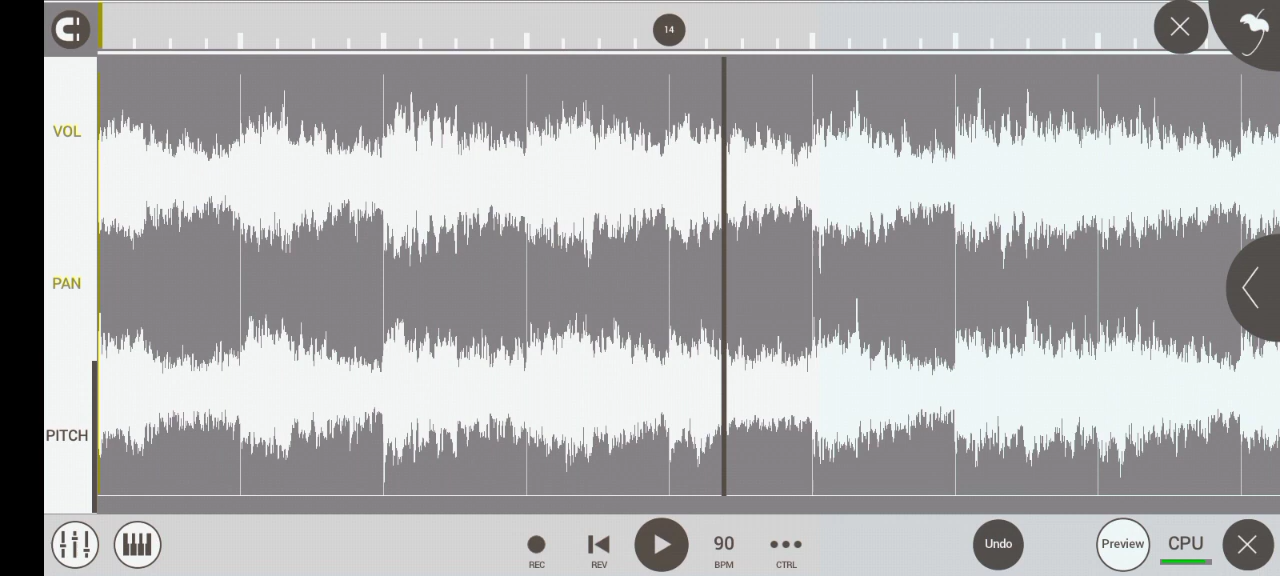 14
VOL
PAN
PITCH
REC
REV
90
BPM
CTRL
Undo
Preview
CPU